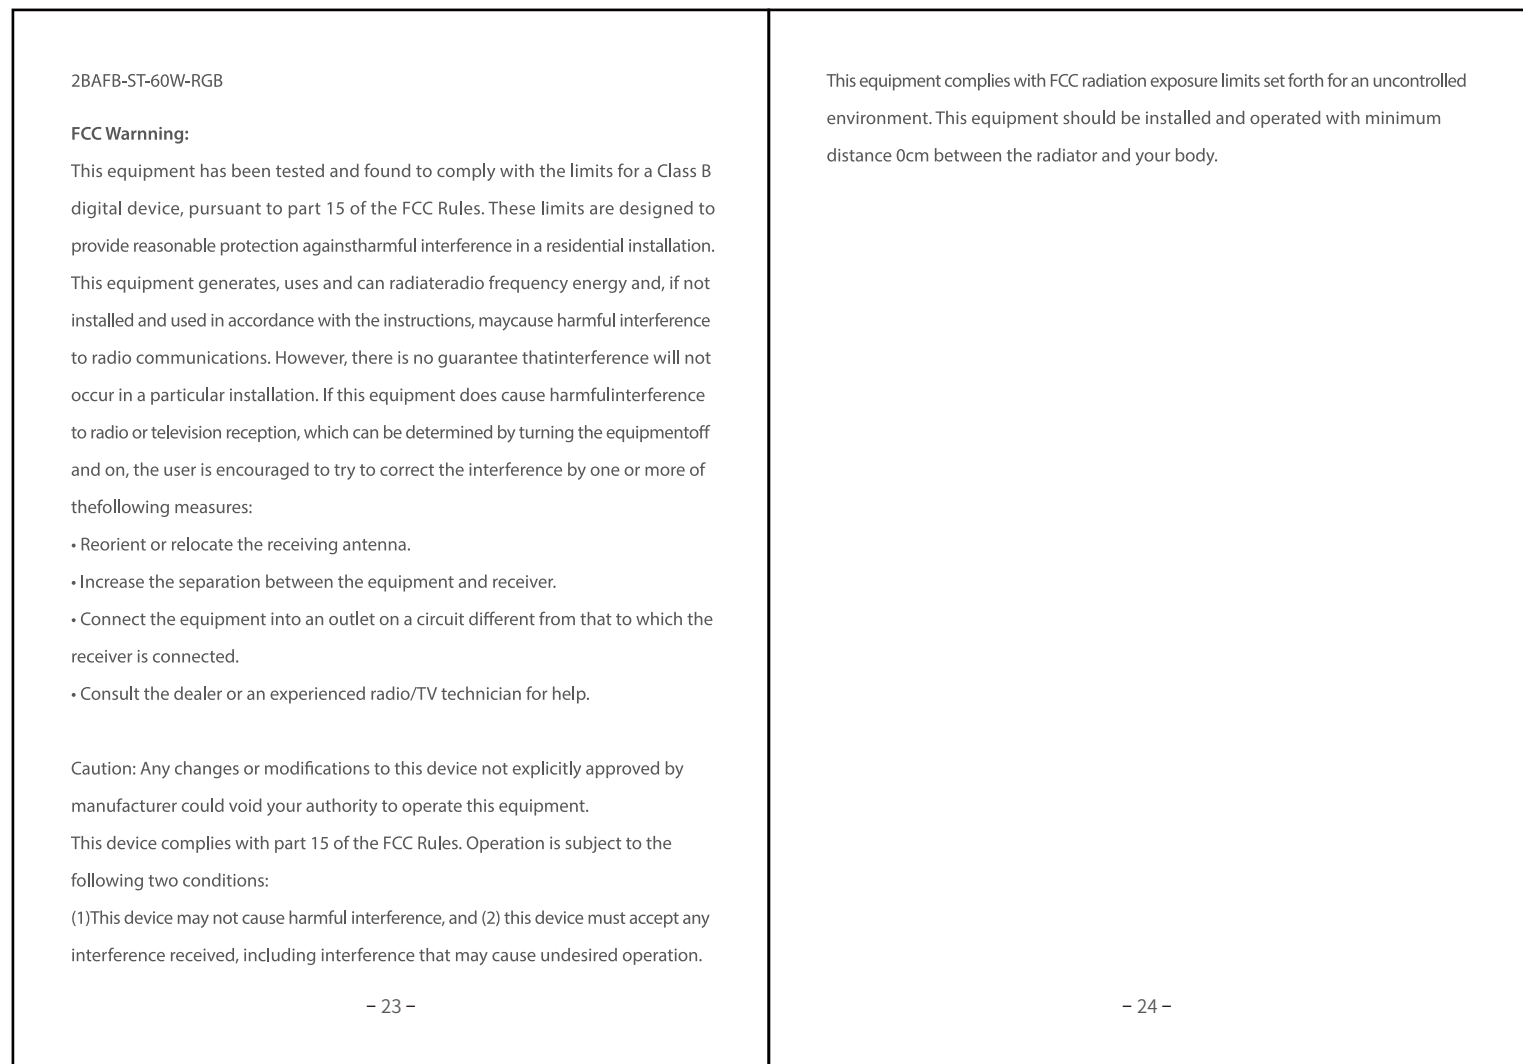 2BAFB-ST-60W-RGB
FCC Warnning:
This equipment has been tested and found to comply with the limits for a Class B
digital device, pursuant to part 15 of the FCC Rules. These limits are designed to
provide reasonable protection againstharmful interference in a residential installation.
This equipment generates, uses and can radiateradio frequency energy and, if not
installed and used in accordance with the instructions, maycause harmful interference
to radio communications. However, there is no guarantee thatinterference will not
occur in a particular installation. If this equipment does cause harmfulinterference
to radio or television reception, which can be determined by turning the equipmentoff
and on, the user is encouraged to try to correct the interference by one or more of
thefollowing measures:
• Reorient or relocate the receiving antenna.
• Increase the separation between the equipment and receiver.
• Connect the equipment into an outlet on a circuit different from that to which the
receiver is connected.
• Consult the dealer or an experienced radio/TV technician for help.
Caution: Any changes or modifications to this device not explicitly approved by
manufacturer could void your authority to operate this equipment.
This device complies with part 15 of the FCC Rules. Operation is subject to the
following two conditions:
(1)This device may not cause harmful interference, and (2) this device must accept any
interference received, including interference that may cause undesired operation.
– 23 –
This equipment complies with FCC radiation exposure limits set forth for an uncontrolled
environment. This equipment should be installed and operated with minimum
distance 0cm between the radiator and your body.
– 24 –